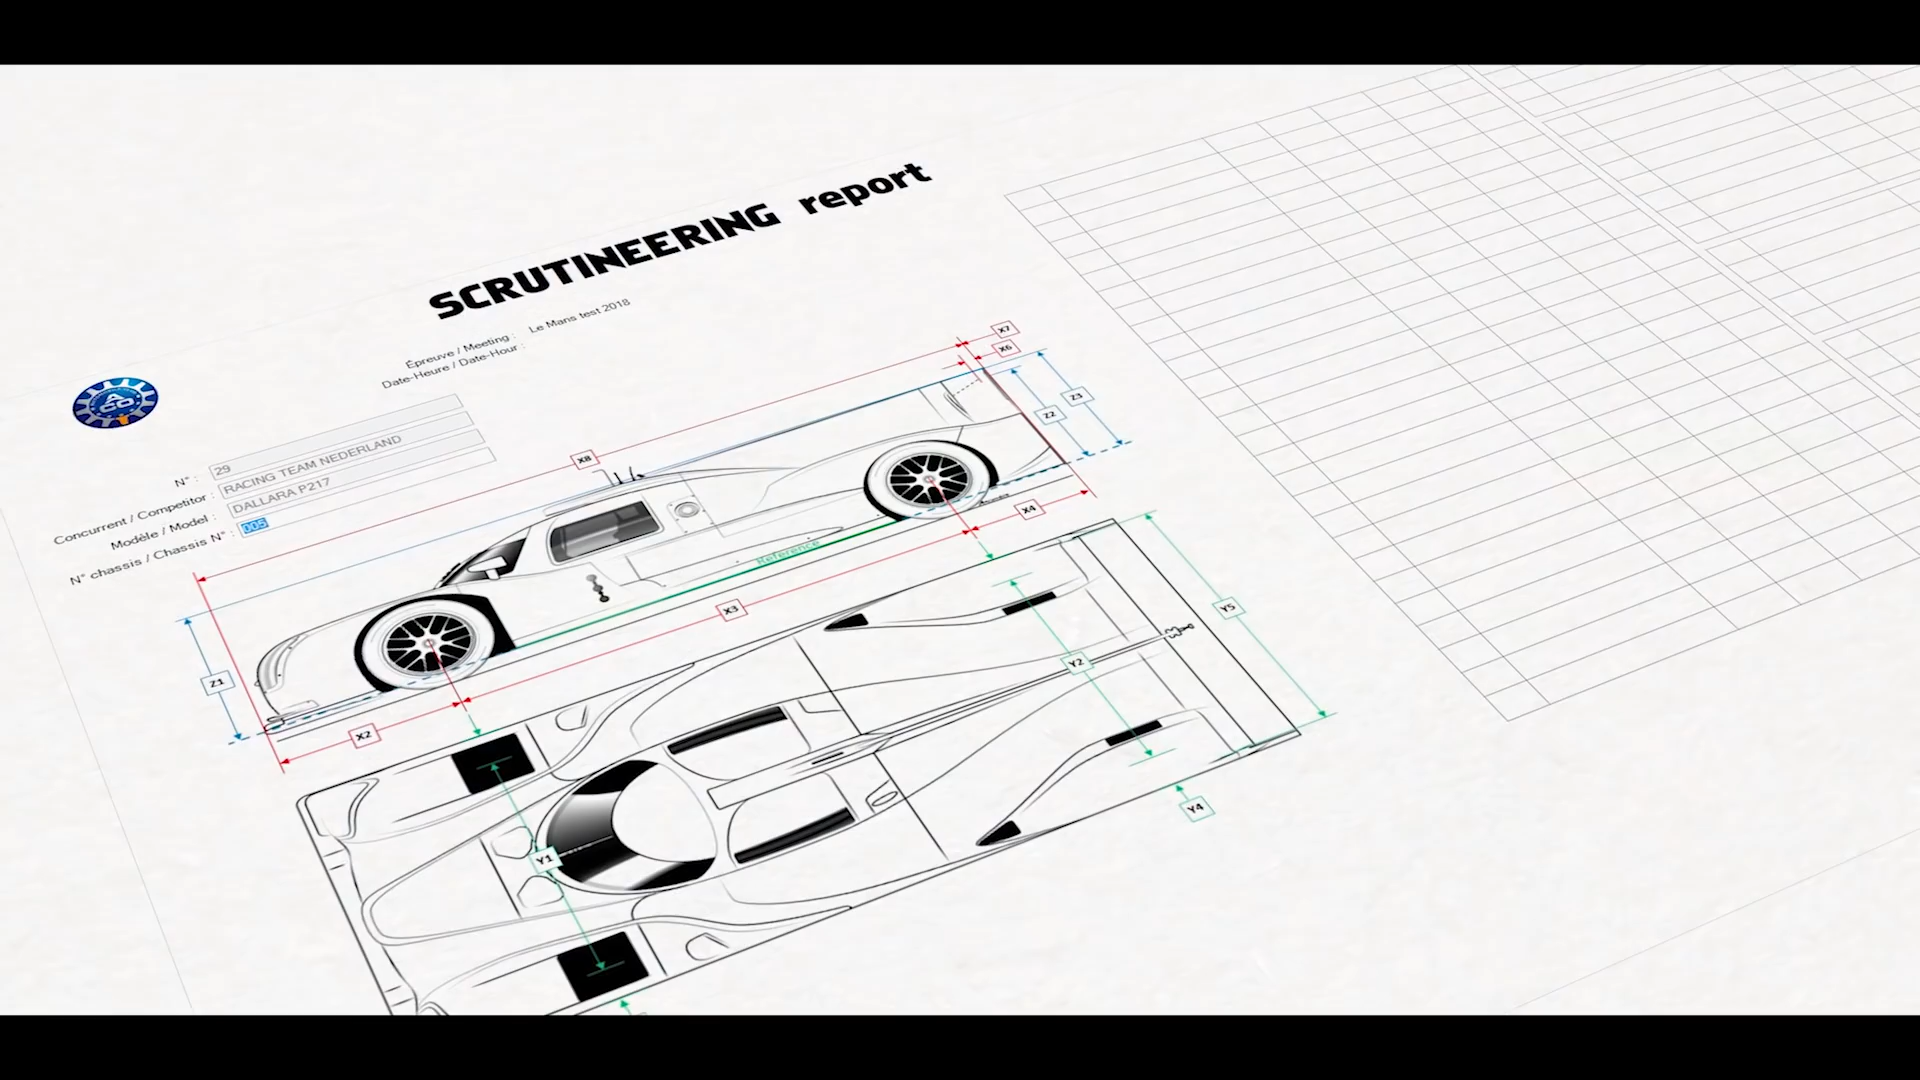 SCRUTINEERING report
Épreuve / Meeting : Le Mans test 2018
Date-Heure / Date-Hour :
ACO
N° : 29
Concurrent / Competitor : RACING TEAM NEDERLAND
Modèle / Model : DALLARA P217
N° chassis / Chassis N° : 005
X7
X6
Z3
Z2
X8
X4
Reference
X3
Y5
Y2
Z1
X2
Y4
Y1